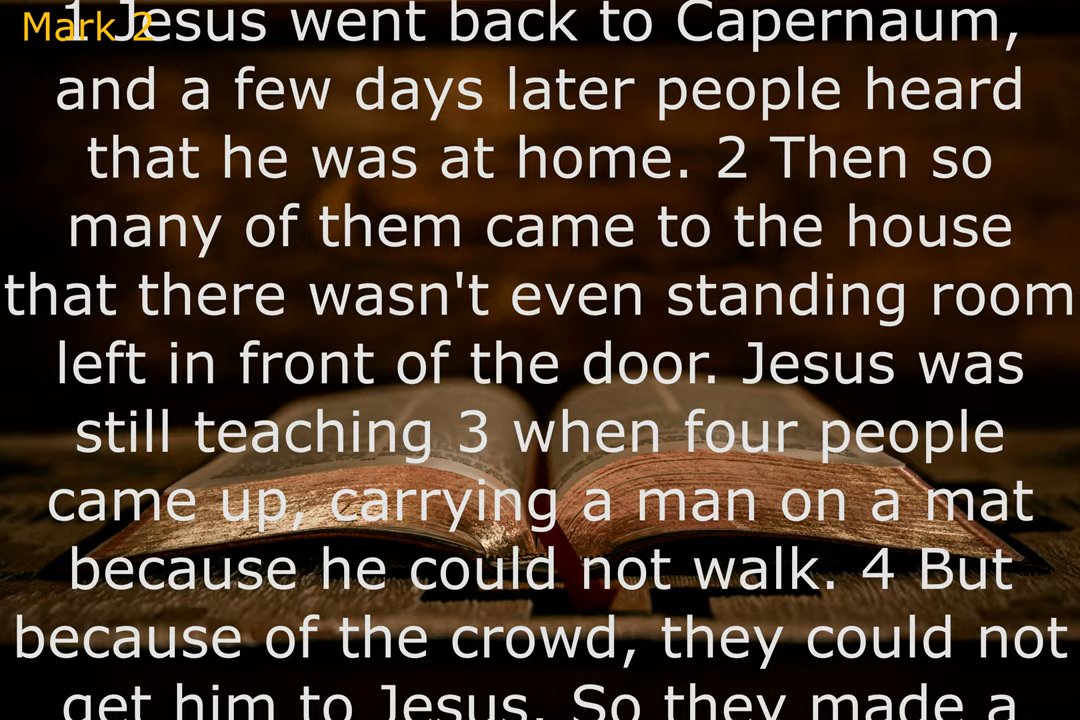 Mark 2
1 Jesus went back to Capernaum,
and a few days later people heard
that he was at home. 2 Then so
many of them came to the house
that there wasn't even standing room
left in front of the door. Jesus was
still teaching 3 when four people
came up, carrying a man on a mat
because he could not walk. 4 But
because of the crowd, they could not
get him to Jesus. So they made a